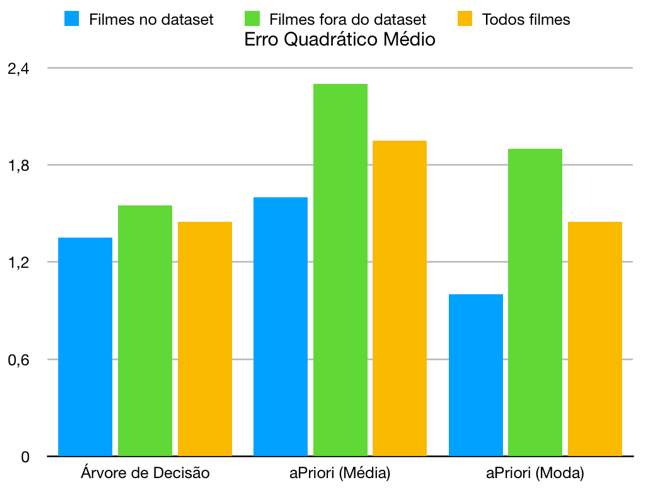 Filmes no dataset Filmes fora do dataset Todos filmes
Erro Quadrático Médio
2,4
1,8
1,2
0,6
0
Árvore de Decisão aPriori (Média) aPriori (Moda)